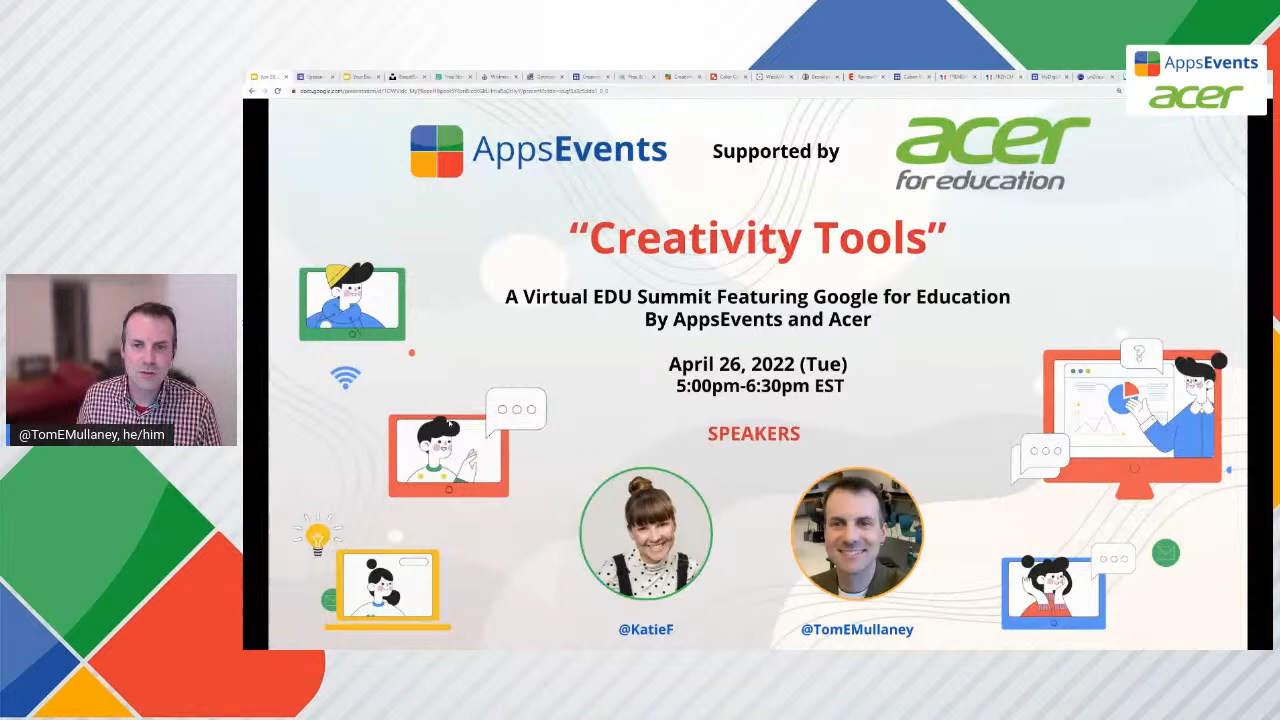 AppsEvents
acer
AppsEvents
Supported by
acer
for education
“Creativity Tools”
A Virtual EDU Summit Featuring Google for Education
By AppsEvents and Acer
April 26, 2022 (Tue)
5:00pm-6:30pm EST
SPEAKERS
@KatieF
@TomEMullaney
@TomEMullaney, he/him